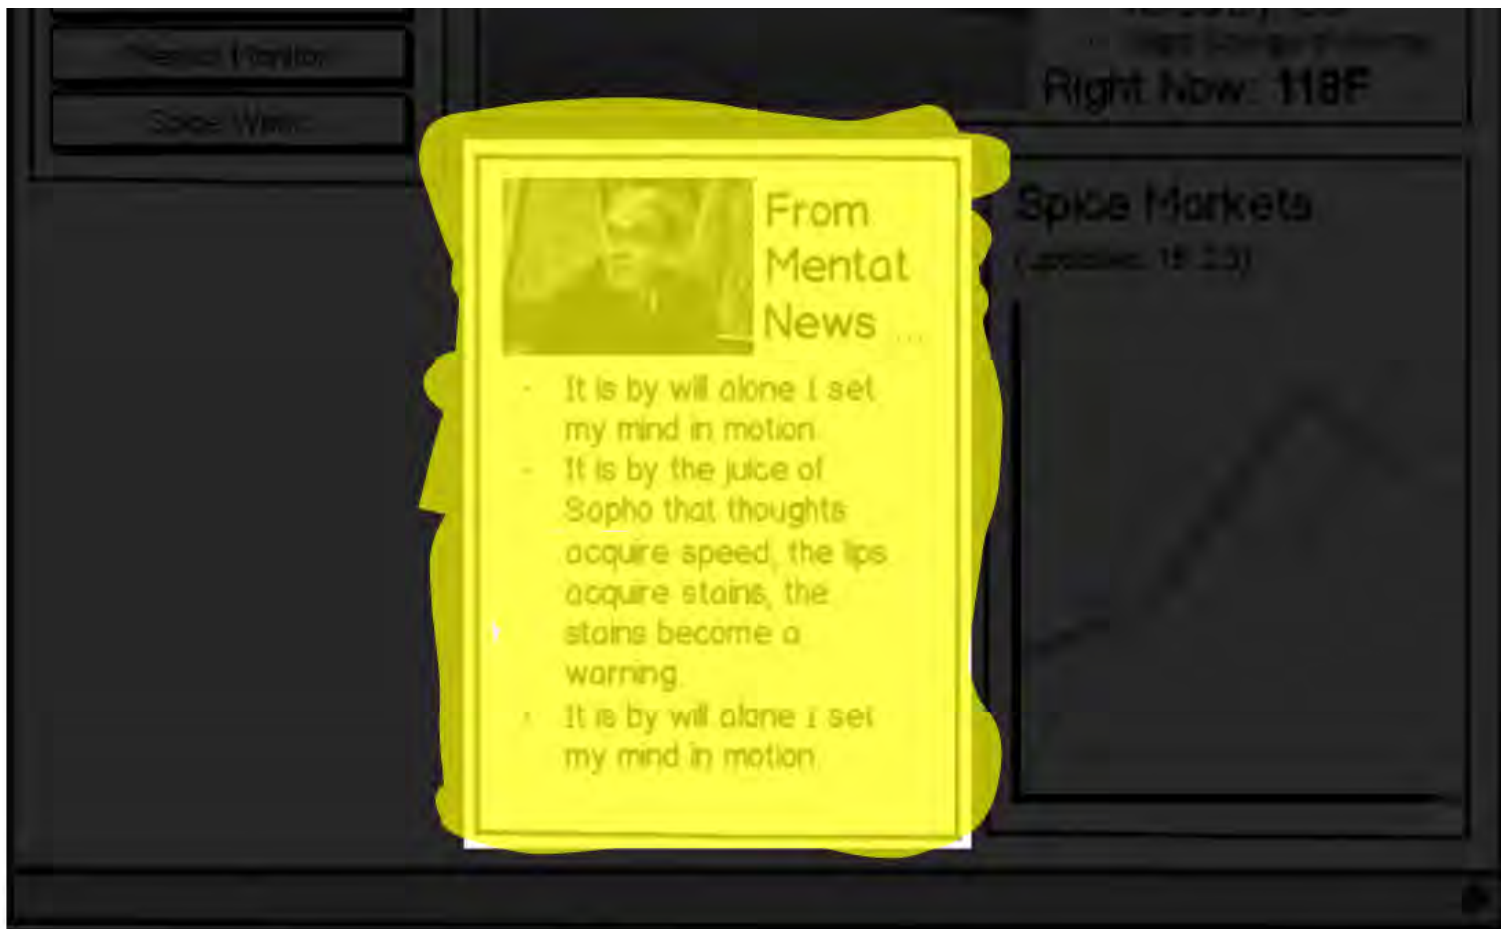 Right Now: 118F
Spice Markets
From
Mentat
News ...
- It is by will alone I set
my mind in motion
- It is by the juice of
Sapho that thoughts
acquire speed, the lips
acquire stains, the
stains become a
warning.
- It is by will alone I set
my mind in motion